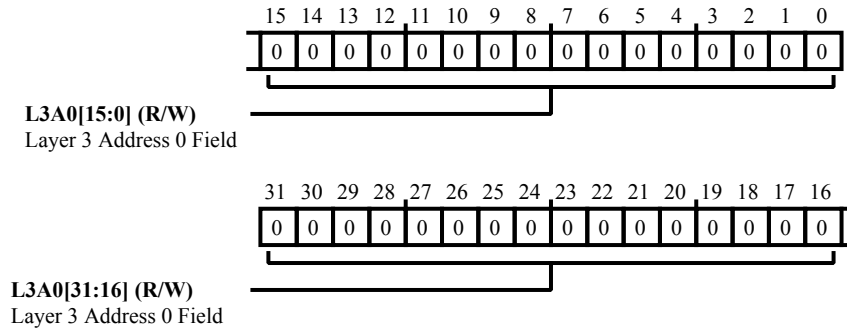 15 14 13 12 11 10 9 8 7 6 5 4 3 2 1 0
0 0 0 0 0 0 0 0 0 0 0 0 0 0 0 0
L3A0[15:0] (R/W)
Layer 3 Address 0 Field
31 30 29 28 27 26 25 24 23 22 21 20 19 18 17 16
0 0 0 0 0 0 0 0 0 0 0 0 0 0 0 0
L3A0[31:16] (R/W)
Layer 3 Address 0 Field